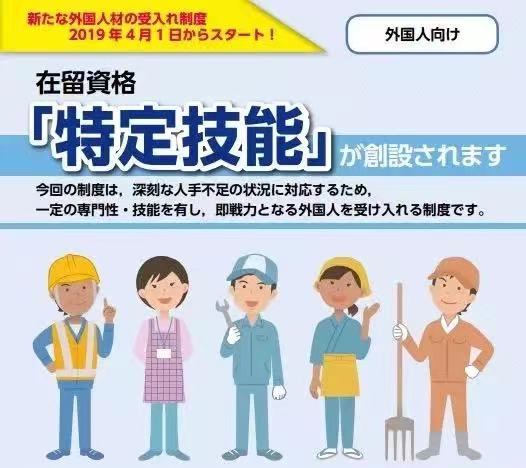 新たな外国人材の受入れ制度
2019年4月1日からスタート！
外国人向け
在留資格
「特定技能」が創設されます
今回の制度は，深刻な人手不足の状況に対応するため，
一定の専門性・技能を有し，即戦力となる外国人を受け入れる制度です。